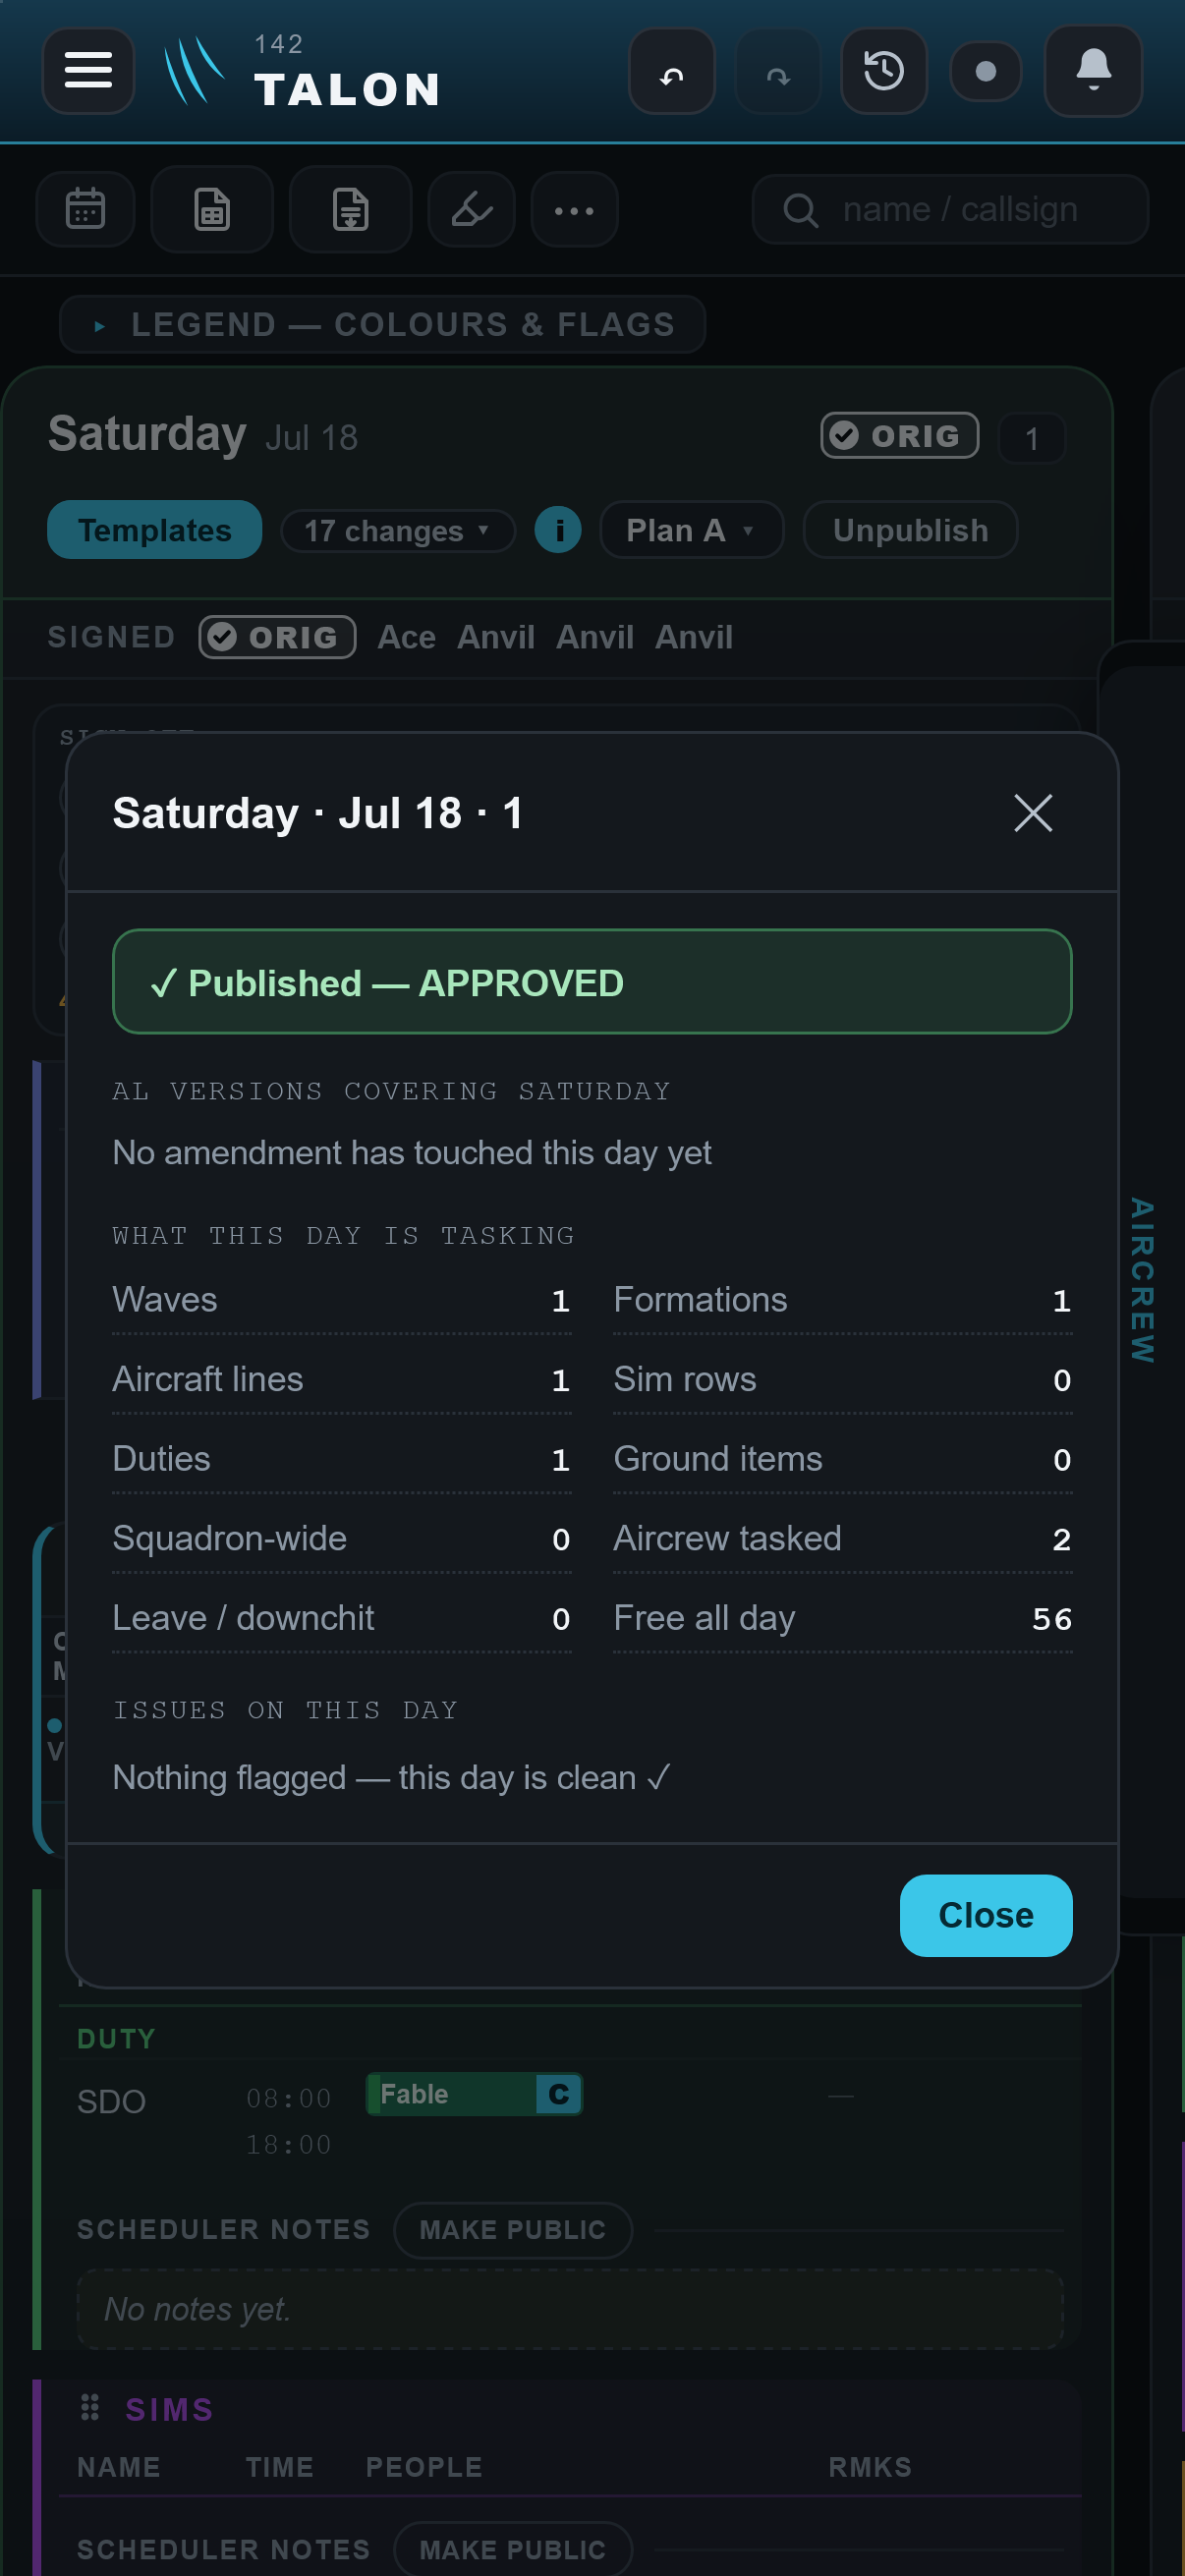 142
TALON
name / callsign
▸ LEGEND — COLOURS & FLAGS
Saturday Jul 18 ORIG 1
Templates 17 changes ▾ i Plan A ▾ Unpublish
SIGNED ORIG Ace Anvil Anvil Anvil
Saturday · Jul 18 · 1
✓ Published — APPROVED
AL VERSIONS COVERING SATURDAY
No amendment has touched this day yet
WHAT THIS DAY IS TASKING
Waves 1 Formations 1
Aircraft lines 1 Sim rows 0
Duties 1 Ground items 0
Squadron-wide 0 Aircrew tasked 2
Leave / downchit 0 Free all day 56
ISSUES ON THIS DAY
Nothing flagged — this day is clean ✓
Close
AIRCREW
DUTY
SDO 08:00 Fable C —
18:00
SCHEDULER NOTES MAKE PUBLIC
No notes yet.
SIMS
NAME TIME PEOPLE RMKS
SCHEDULER NOTES MAKE PUBLIC